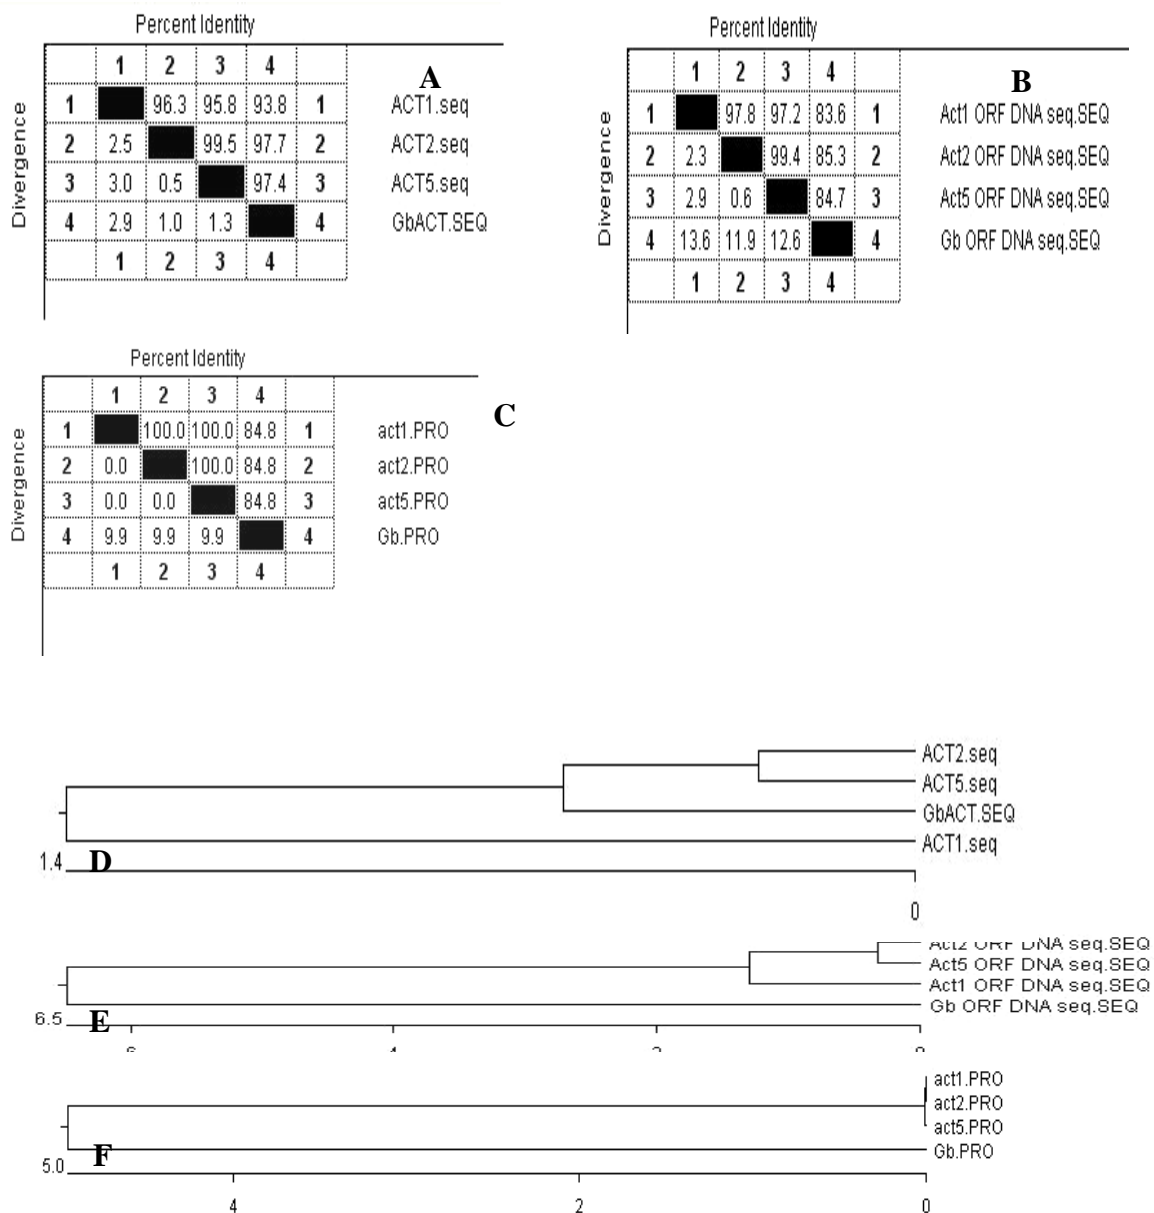 Percent Identity
Divergence
1 2 3 4
1 96.3 95.8 93.8 1 ACT1.seq
2 2.5 99.5 97.7 2 ACT2.seq
3 3.0 0.5 97.4 3 ACT5.seq
4 2.9 1.0 1.3 4 GbACT.SEQ
1 2 3 4
A
Percent Identity
Divergence
1 2 3 4
1 97.8 97.2 83.6 1 Act1 ORF DNA seq.SEQ
2 2.3 99.4 85.3 2 Act2 ORF DNA seq.SEQ
3 2.9 0.6 84.7 3 Act5 ORF DNA seq.SEQ
4 13.6 11.9 12.6 4 Gb ORF DNA seq.SEQ
1 2 3 4
B
Percent Identity
Divergence
1 2 3 4
1 100.0 100.0 84.8 1 act1.PRO
2 0.0 100.0 84.8 2 act2.PRO
3 0.0 0.0 84.8 3 act5.PRO
4 9.9 9.9 9.9 4 Gb.PRO
1 2 3 4
C
ACT2.seq
ACT5.seq
GbACT.SEQ
ACT1.seq
1.4 D
0
Act2 ORF DNA seq.SEQ
Act5 ORF DNA seq.SEQ
Act1 ORF DNA seq.SEQ
Gb ORF DNA seq.SEQ
6.5 E
act1.PRO
act2.PRO
act5.PRO
Gb.PRO
5.0 F
4 2 0